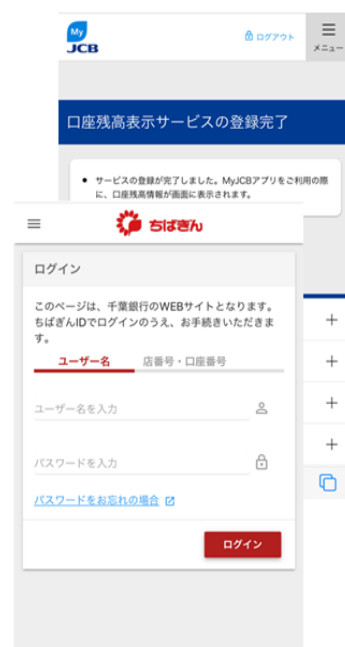 My
JCB
ログアウト
メニュー
口座残高表示サービスの登録完了
サービスの登録が完了しました。MyJCBアプリをご利用の際
に、口座残高情報が画面に表示されます。
ちばぎん
ログイン
このページは、千葉銀行のWEBサイトとなります。
ちばぎんIDでログインのうえ、お手続きいただきま
す。
ユーザー名 店番号・口座番号
ユーザー名を入力
パスワードを入力
パスワードをお忘れの場合
ログイン